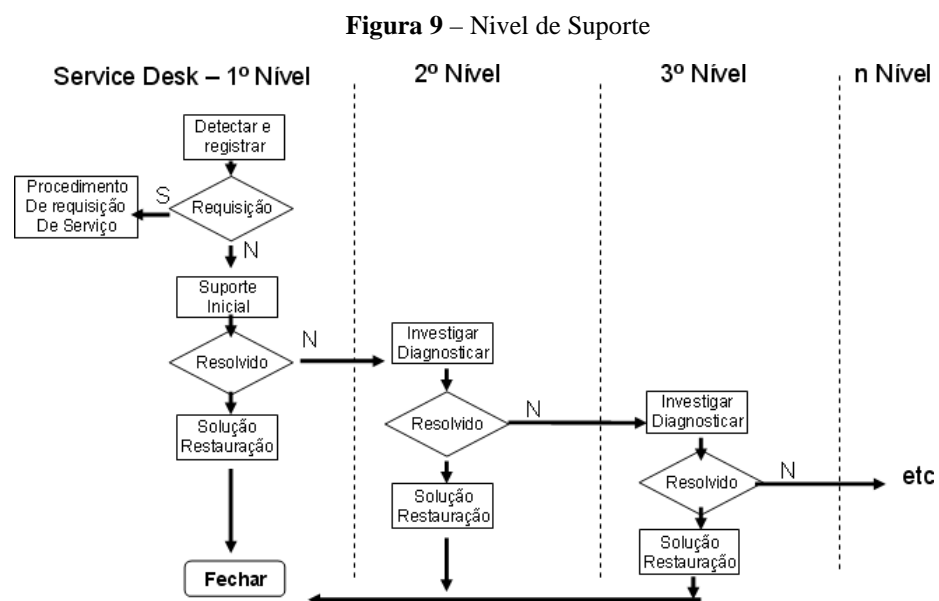 Figura 9 – Nivel de Suporte
Service Desk – 1º Nível
2º Nível
3º Nível
n Nível
Detectar e
registrar
Procedimento
De requisição
De Serviço
S
Requisição
N
Suporte
Inicial
Resolvido
N
Solução
Restauração
Fechar
Investigar
Diagnosticar
Resolvido
N
Solução
Restauração
Investigar
Diagnosticar
Resolvido
N
etc
Solução
Restauração